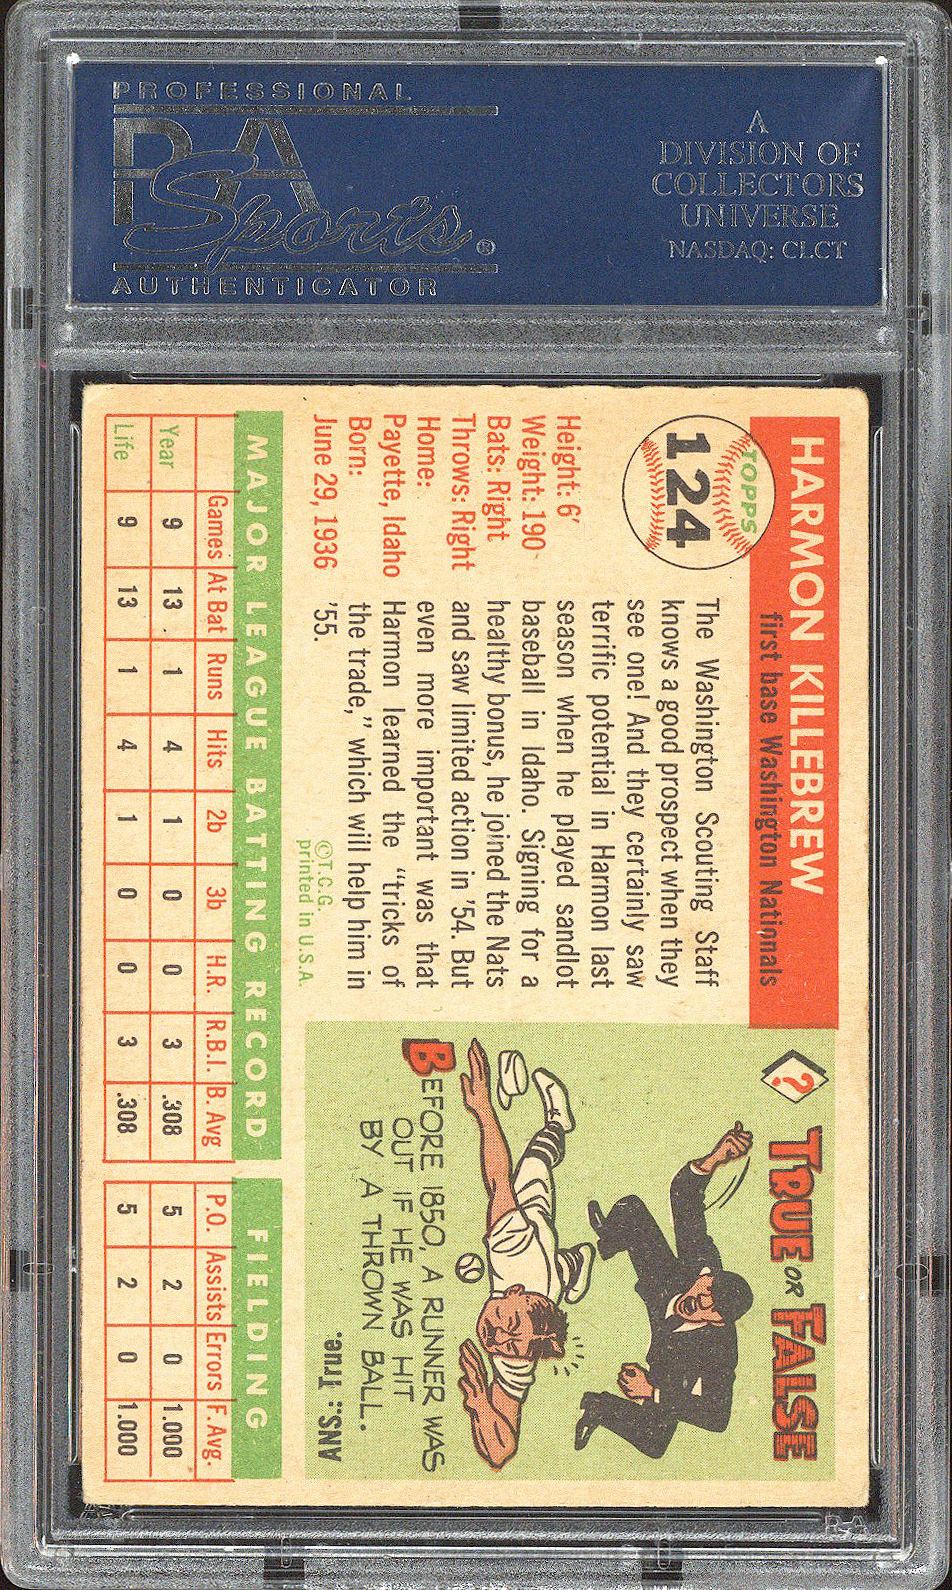 PROFESSIONAL
PSA
Sports®
AUTHENTICATOR
A
DIVISION OF
COLLECTORS
UNIVERSE
NASDAQ: CLCT
HARMON KILLEBREW
first base Washington Nationals
TOPPS
124
Height: 6'
Weight: 190
Bats: Right
Throws: Right
Home:
Payette, Idaho
Born:
June 29, 1936
The Washington Scouting Staff
knows a good prospect when they
see one! And they certainly saw
terrific potential in Harmon last
season when he played sandlot
baseball in Idaho. Signing for a
healthy bonus, he joined the Nats
and saw limited action in '54. But
even more important was that
Harmon learned the "tricks of
the trade," which will help him in
'55.
©T.C.G.
printed in U.S.A.
?
TRUE OR FALSE
BEFORE 1850, A RUNNER WAS
OUT IF HE WAS HIT
BY A THROWN BALL.
ANS: True.
MAJOR LEAGUE BATTING RECORD
FIELDING
Games At Bat Runs Hits 2b 3b H.R. R.B.I. B. Avg P.O. Assists Errors F. Avg.
Year 9 13 1 4 1 0 0 3 .308 5 2 0 1.000
Life 9 13 1 4 1 0 0 3 .308 5 2 0 1.000